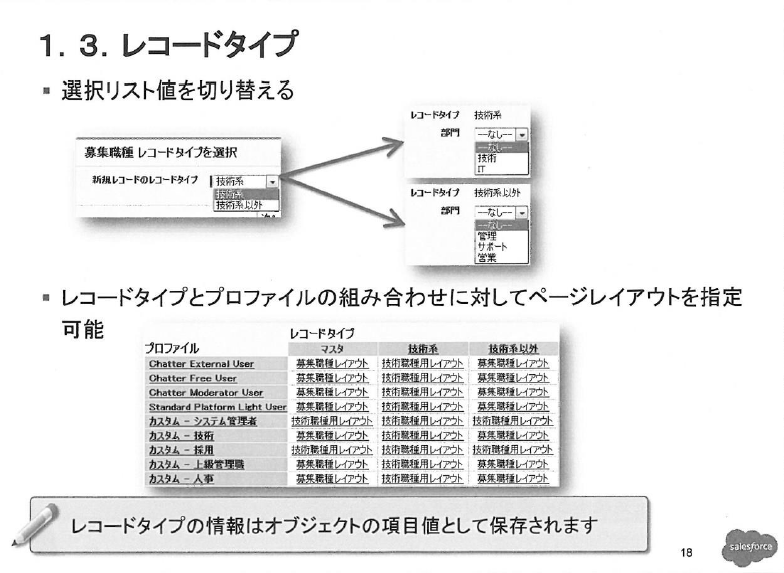 1. 3. レコードタイプ
▪ 選択リスト値を切り替える
募集職種 レコードタイプを選択
新規レコードのレコードタイプ 技術系
技術系
技術系以外
レコードタイプ 技術系
部門 --なし--
--なし--
技術
IT
レコードタイプ 技術系以外
部門 --なし--
--なし--
管理
サポート
営業
▪ レコードタイプとプロファイルの組み合わせに対してページレイアウトを指定
可能
レコードタイプ
プロファイル マスタ 技術系 技術系以外
Chatter External User 募集職種レイアウト 技術職種用レイアウト 募集職種レイアウト
Chatter Free User 募集職種レイアウト 技術職種用レイアウト 募集職種レイアウト
Chatter Moderator User 募集職種レイアウト 技術職種用レイアウト 募集職種レイアウト
Standard Platform Light User 募集職種レイアウト 技術職種用レイアウト 募集職種レイアウト
カスタム - システム管理者 技術職種用レイアウト 技術職種用レイアウト 技術職種用レイアウト
カスタム - 技術 募集職種レイアウト 技術職種用レイアウト 募集職種レイアウト
カスタム - 採用 技術職種用レイアウト 技術職種用レイアウト 技術職種用レイアウト
カスタム - 上級管理職 募集職種レイアウト 技術職種用レイアウト 募集職種レイアウト
カスタム - 人事 募集職種レイアウト 技術職種用レイアウト 募集職種レイアウト
レコードタイプの情報はオブジェクトの項目値として保存されます
18
salesforce